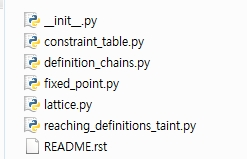 __init__.py
constraint_table.py
definition_chains.py
fixed_point.py
lattice.py
reaching_definitions_taint.py
README.rst